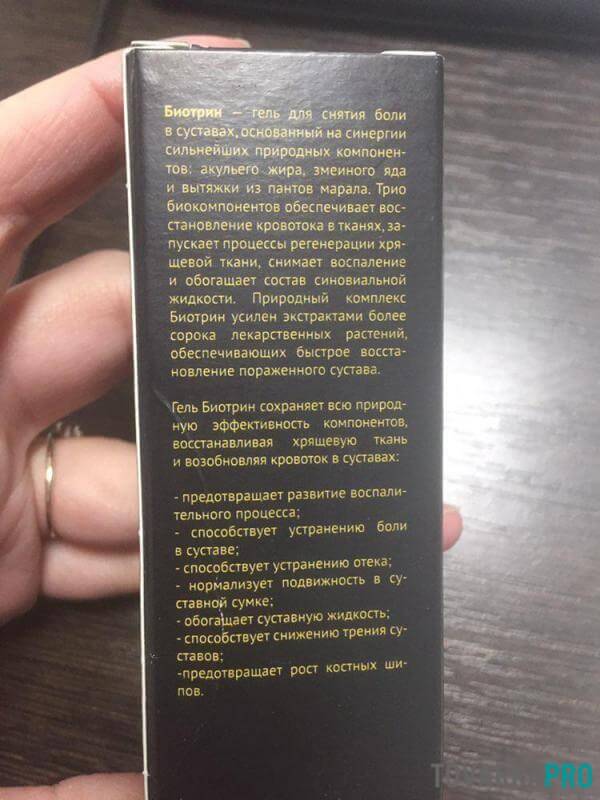 Биотрин — гель для снятия боли
в суставах, основанный на синергии
сильнейших природных компонен-
тов: акульего жира, змеиного яда
и вытяжки из пантов марала. Трио
биокомпонентов обеспечивает вос-
становление кровотока в тканях, за-
пускает процессы регенерации хря-
щевой ткани, снимает воспаление
и обогащает состав синовиальной
жидкости. Природный комплекс
Биотрин усилен экстрактами более
сорока лекарственных растений,
обеспечивающих быстрое восста-
новление пораженного сустава.
Гель Биотрин сохраняет всю природ-
ную эффективность компонентов,
восстанавливая хрящевую ткань
и возобновляя кровоток в суставах:
- предотвращает развитие воспали-
тельного процесса;
- способствует устранению боли
в суставе;
- способствует устранению отека;
- нормализует подвижность в су-
ставной сумке;
- обогащает суставную жидкость;
- способствует снижению трения су-
ставов;
-предотвращает рост костных ши-
пов.
PRO